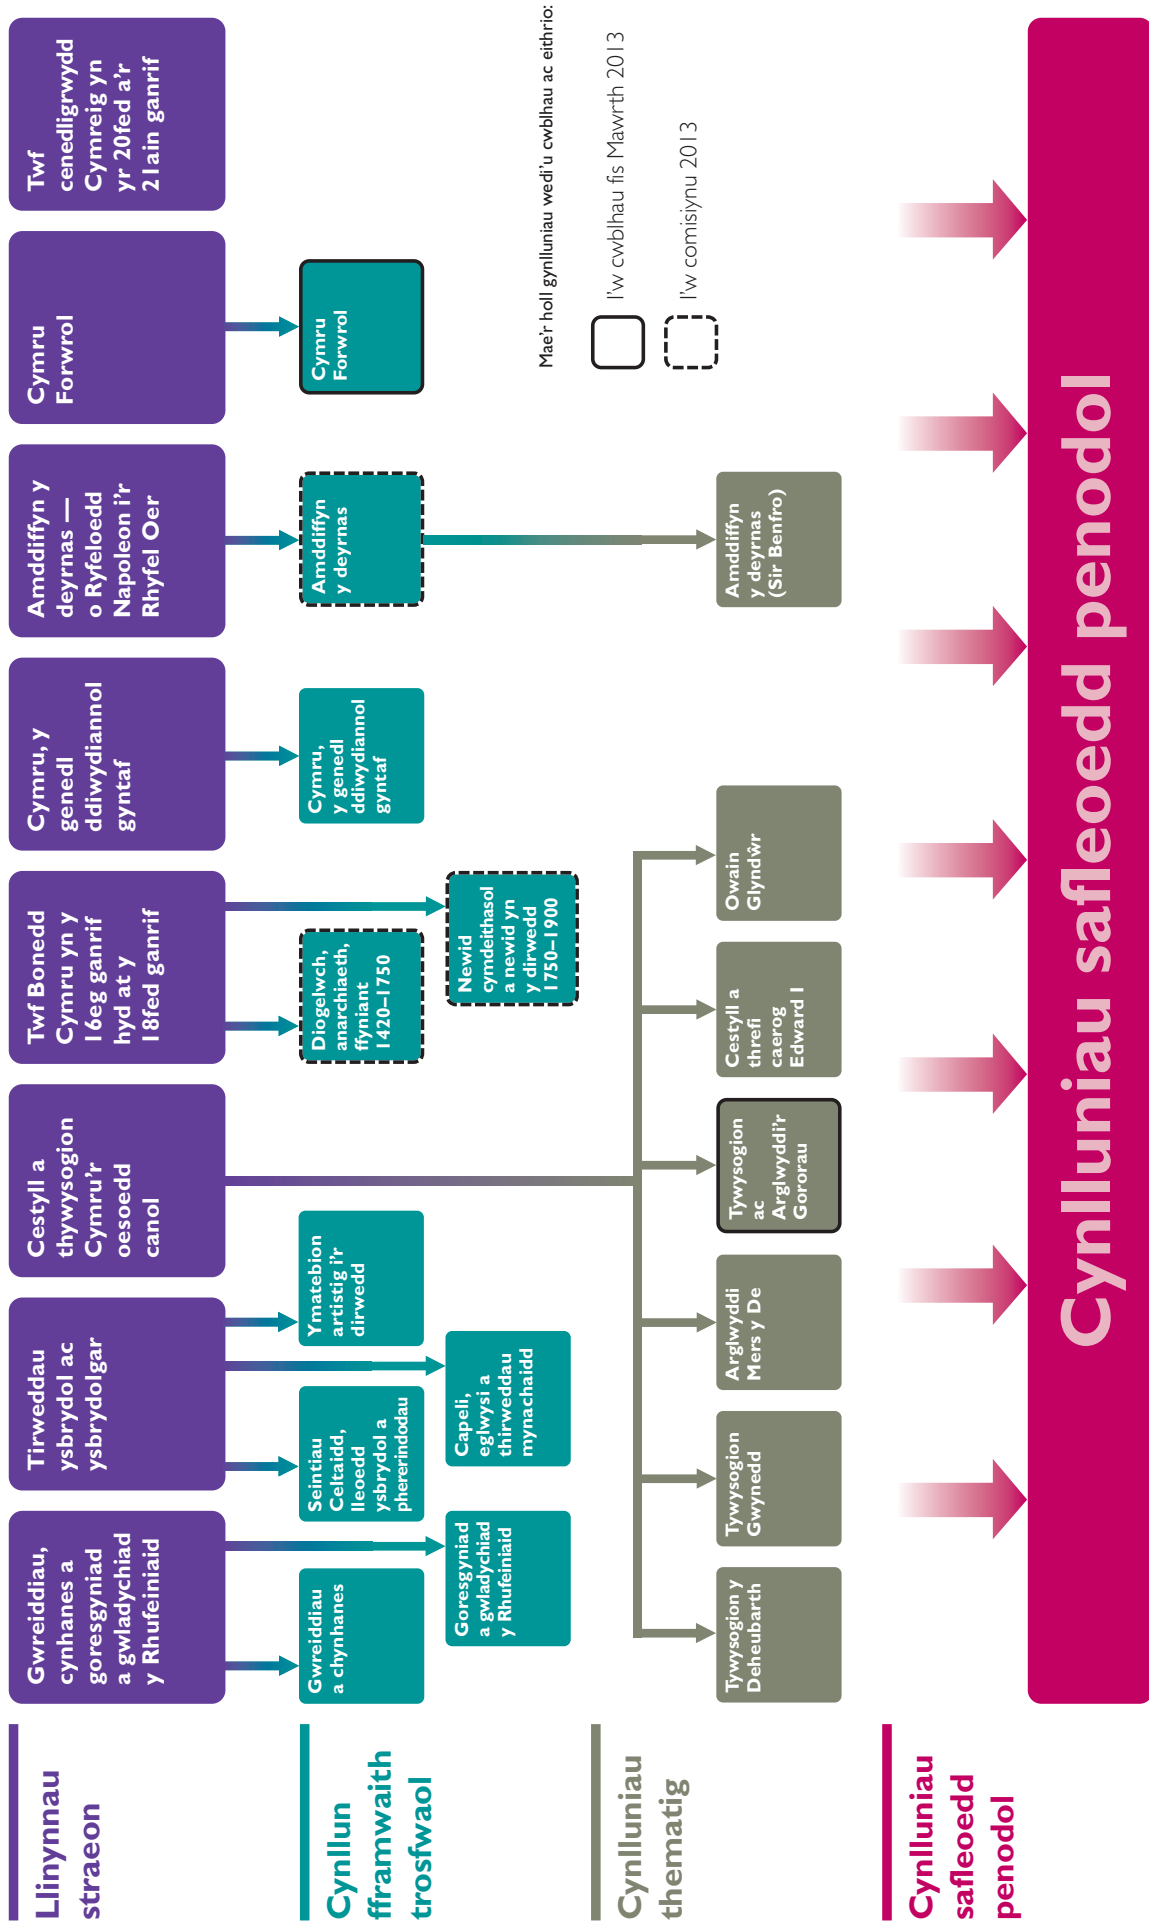 Llinynnau
straeon
Gwreiddiau,
cynhanes a
goresgyniad
a gwladychiad
y Rhufeiniaid
Tirweddau
ysbrydol ac
ysbrydolgar
Cestyll a
thywysogion
Cymru'r
oesoedd
canol
Twf Bonedd
Cymru yn y
16eg ganrif
hyd at y
18fed ganrif
Cymru, y
genedl
ddiwydiannol
gyntaf
Amddiffyn y
deyrnas —
o Ryfeloedd
Napoleon i'r
Rhyfel Oer
Cymru
Forwrol
Twf
cenedligrwydd
Cymreig yn
yr 20fed a'r
21ain ganrif
Cynllun
fframwaith
trosfwaol
Gwreiddiau
a chynhanes
Goresgyniad
a gwladychiad
y Rhufeiniaid
Seintiau
Celtaidd,
lleoedd
ysbrydol a
phererindodau
Capeli,
eglwysi a
thirweddau
mynachaidd
Ymatebion
artistig i'r
dirwedd
Diogelwch,
anarchiaeth,
ffyniant
1420–1750
Newid
cymdeithasol
a newid yn
y dirwedd
1750–1900
Cymru,
y genedl
ddiwydiannol
gyntaf
Amddiffyn
y deyrnas
Cymru
Forwrol
Mae'r holl gynlluniau wedi'u cwblhau ac eithrio:
I'w cwblhau fis Mawrth 2013
I'w comisiynu 2013
Cynlluniau
thematig
Tywysogion y
Deheubarth
Tywysogion
Gwynedd
Arglwyddi
Mers y De
Tywysogion
ac
Arglwyddi'r
Gororau
Cestyll a
threfi
caerog
Edward I
Owain
Glyndŵr
Amddiffyn
y deyrnas
(Sir Benfro)
Cynlluniau
safleoedd
penodol
Cynlluniau safleoedd penodol